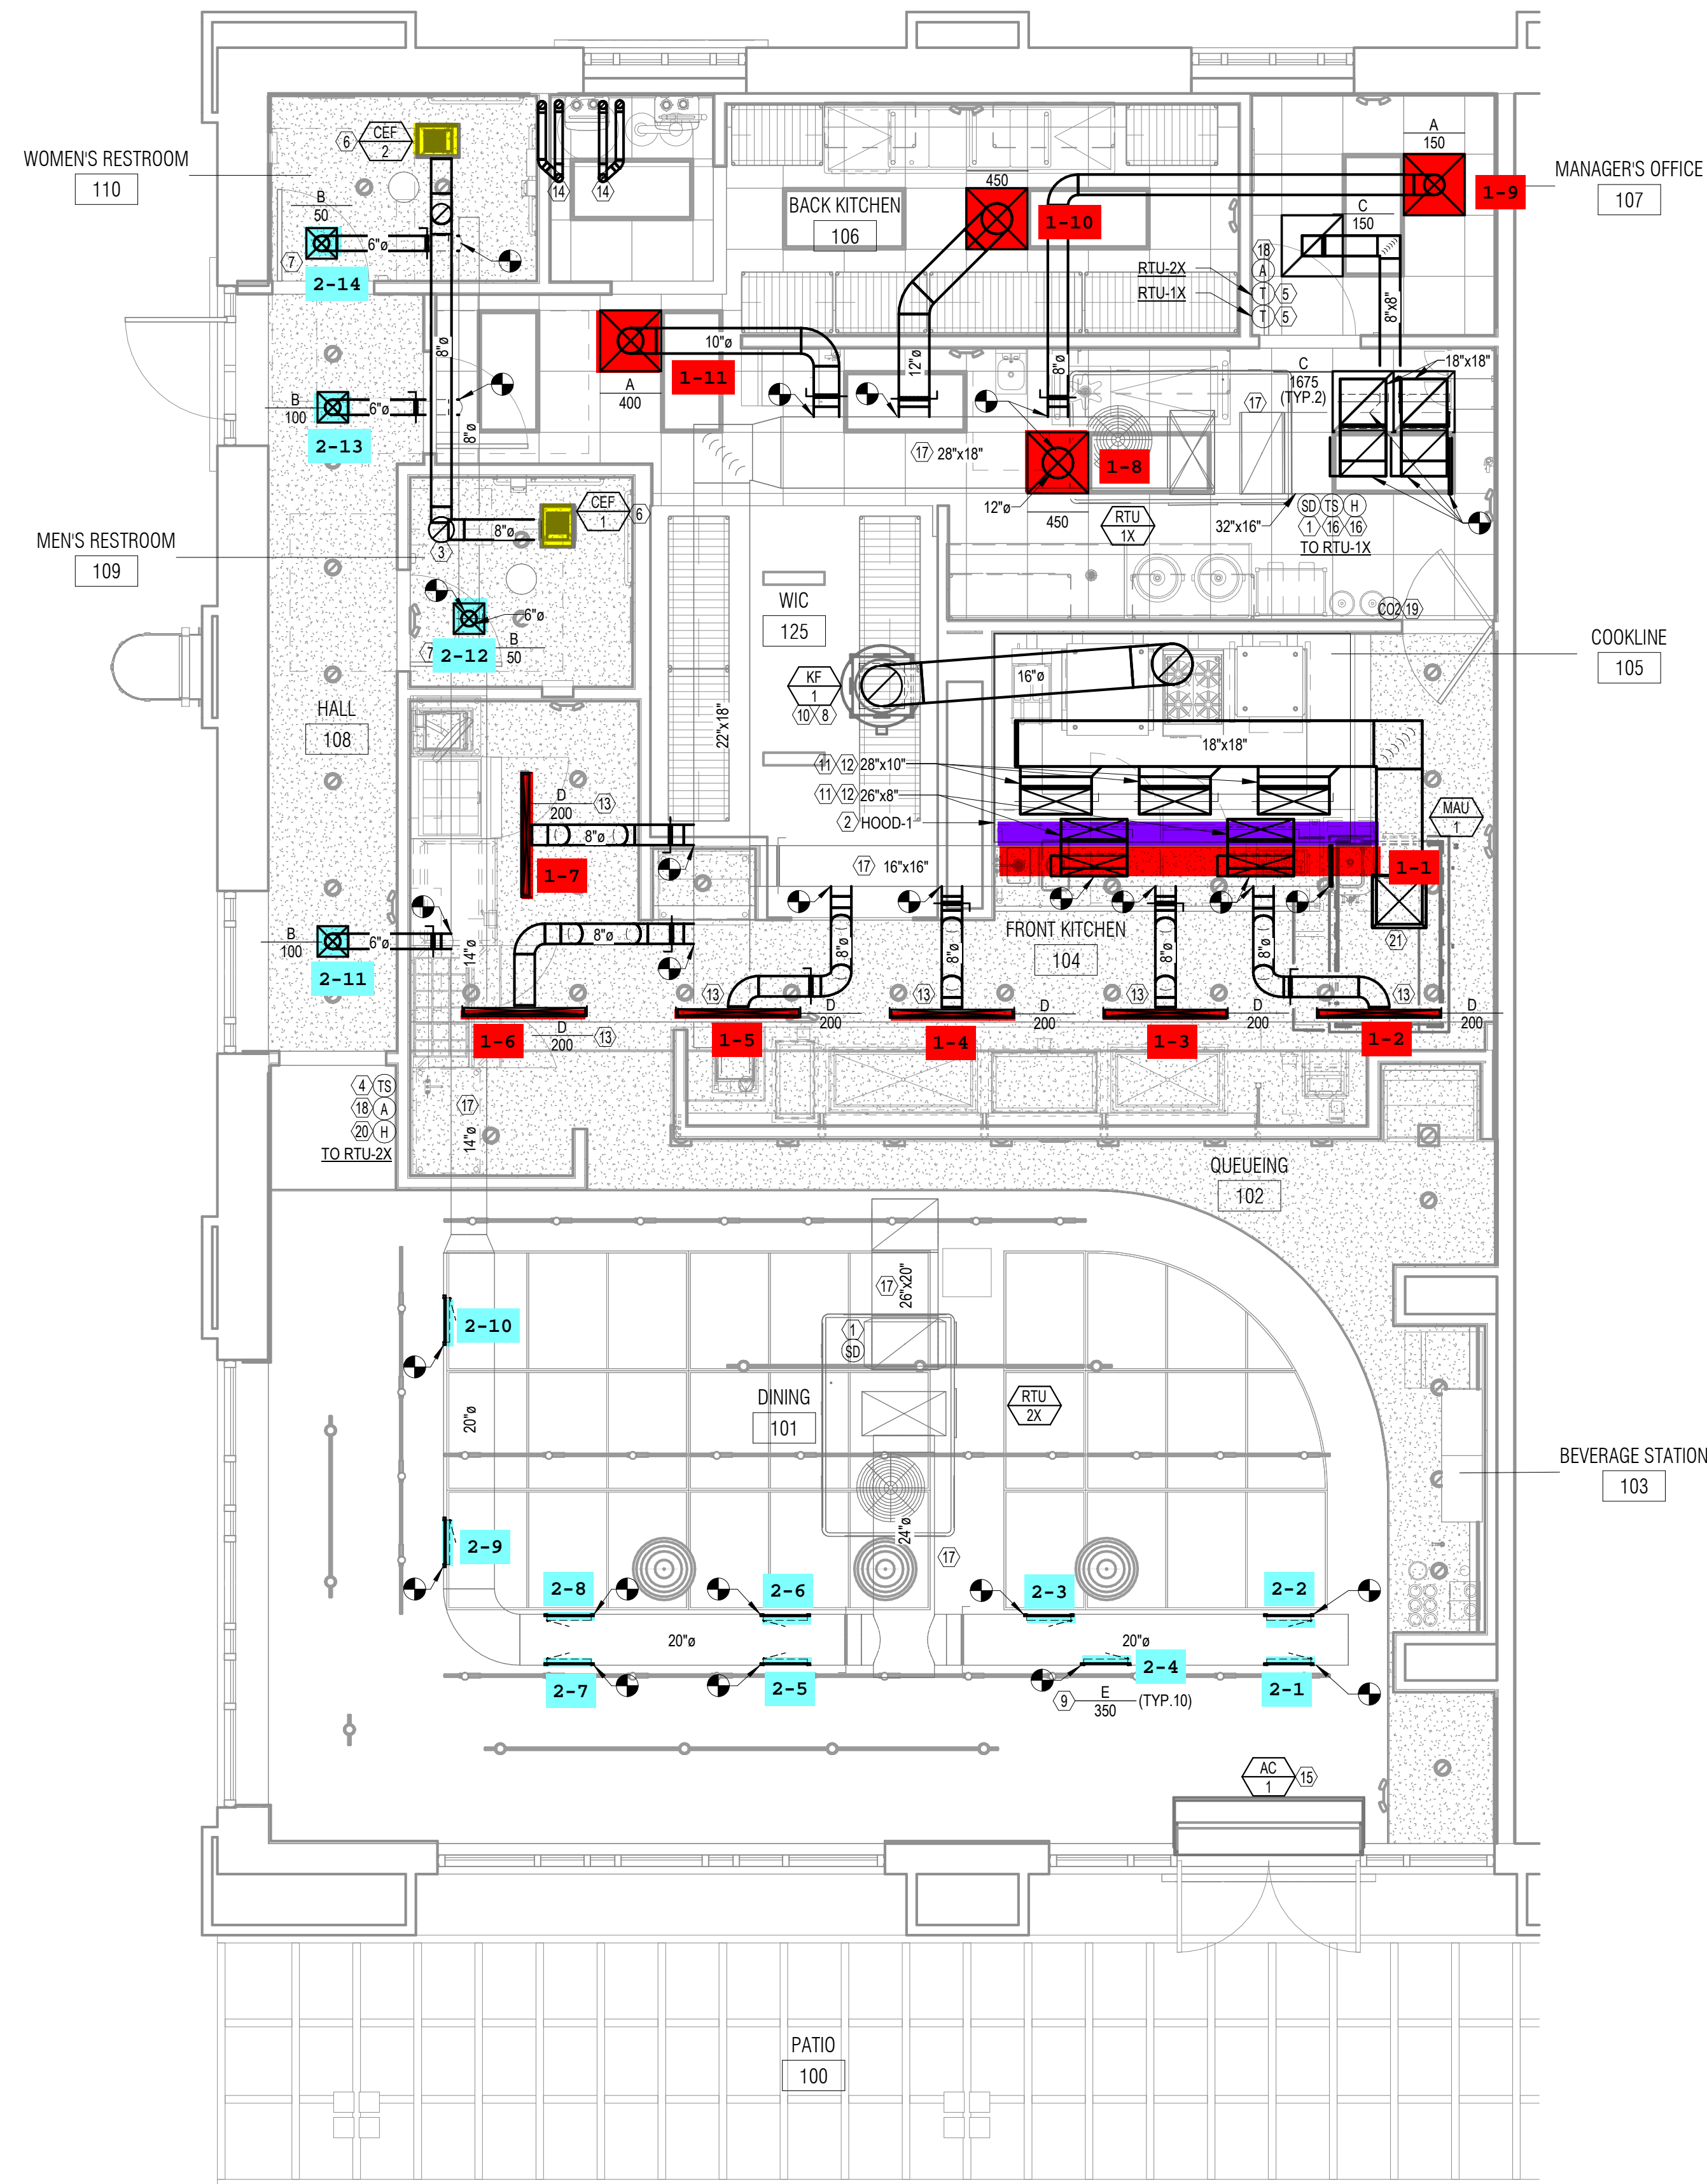 CEF
2
6
WOMEN'S RESTROOM
110
B
50
6"ø
7
2-14
14
14
450
BACK KITCHEN
106
1-10
A
150
1-9
MANAGER'S OFFICE
107
C
150
18
A
RTU-2X
T
5
RTU-1X
T
5
8"x8"
8"ø
10"ø
12"ø
8"ø
1-11
A
400
B
100
6"ø
2-13
8"ø
C
1675
(TYP.2)
18"x18"
17
17
28"x18"
1-8
12"ø
450
CEF
1
6
8"ø
3
RTU
1X
32"x16"
SD
TS
H
1
16
16
TO RTU-1X
MEN'S RESTROOM
109
WIC
125
6"ø
2-12
7
B
50
CO2
19
COOKLINE
105
KF
1
10
8
16"ø
HALL
108
22"x18"
18"x18"
11
12
28"x10"
11
12
26"x8"
2
HOOD-1
MAU
1
D
200
13
8"ø
1-7
17
16"x16"
1-1
FRONT KITCHEN
104
21
B
100
6"ø
2-11
14"ø
8"ø
8"ø
8"ø
8"ø
8"ø
13
13
13
13
1-6
D
200
13
1-5
D
200
1-4
D
200
1-3
D
200
1-2
D
200
4
TS
18
A
20
H
TO RTU-2X
17
14"ø
QUEUEING
102
2-10
17
26"x20"
1
SD
DINING
101
RTU
2X
20"ø
BEVERAGE STATION
103
2-9
24"ø
17
2-8
2-6
2-3
2-2
20"ø
20"ø
2-7
2-5
2-4
2-1
9
E
350
(TYP.10)
AC
1
15
PATIO
100